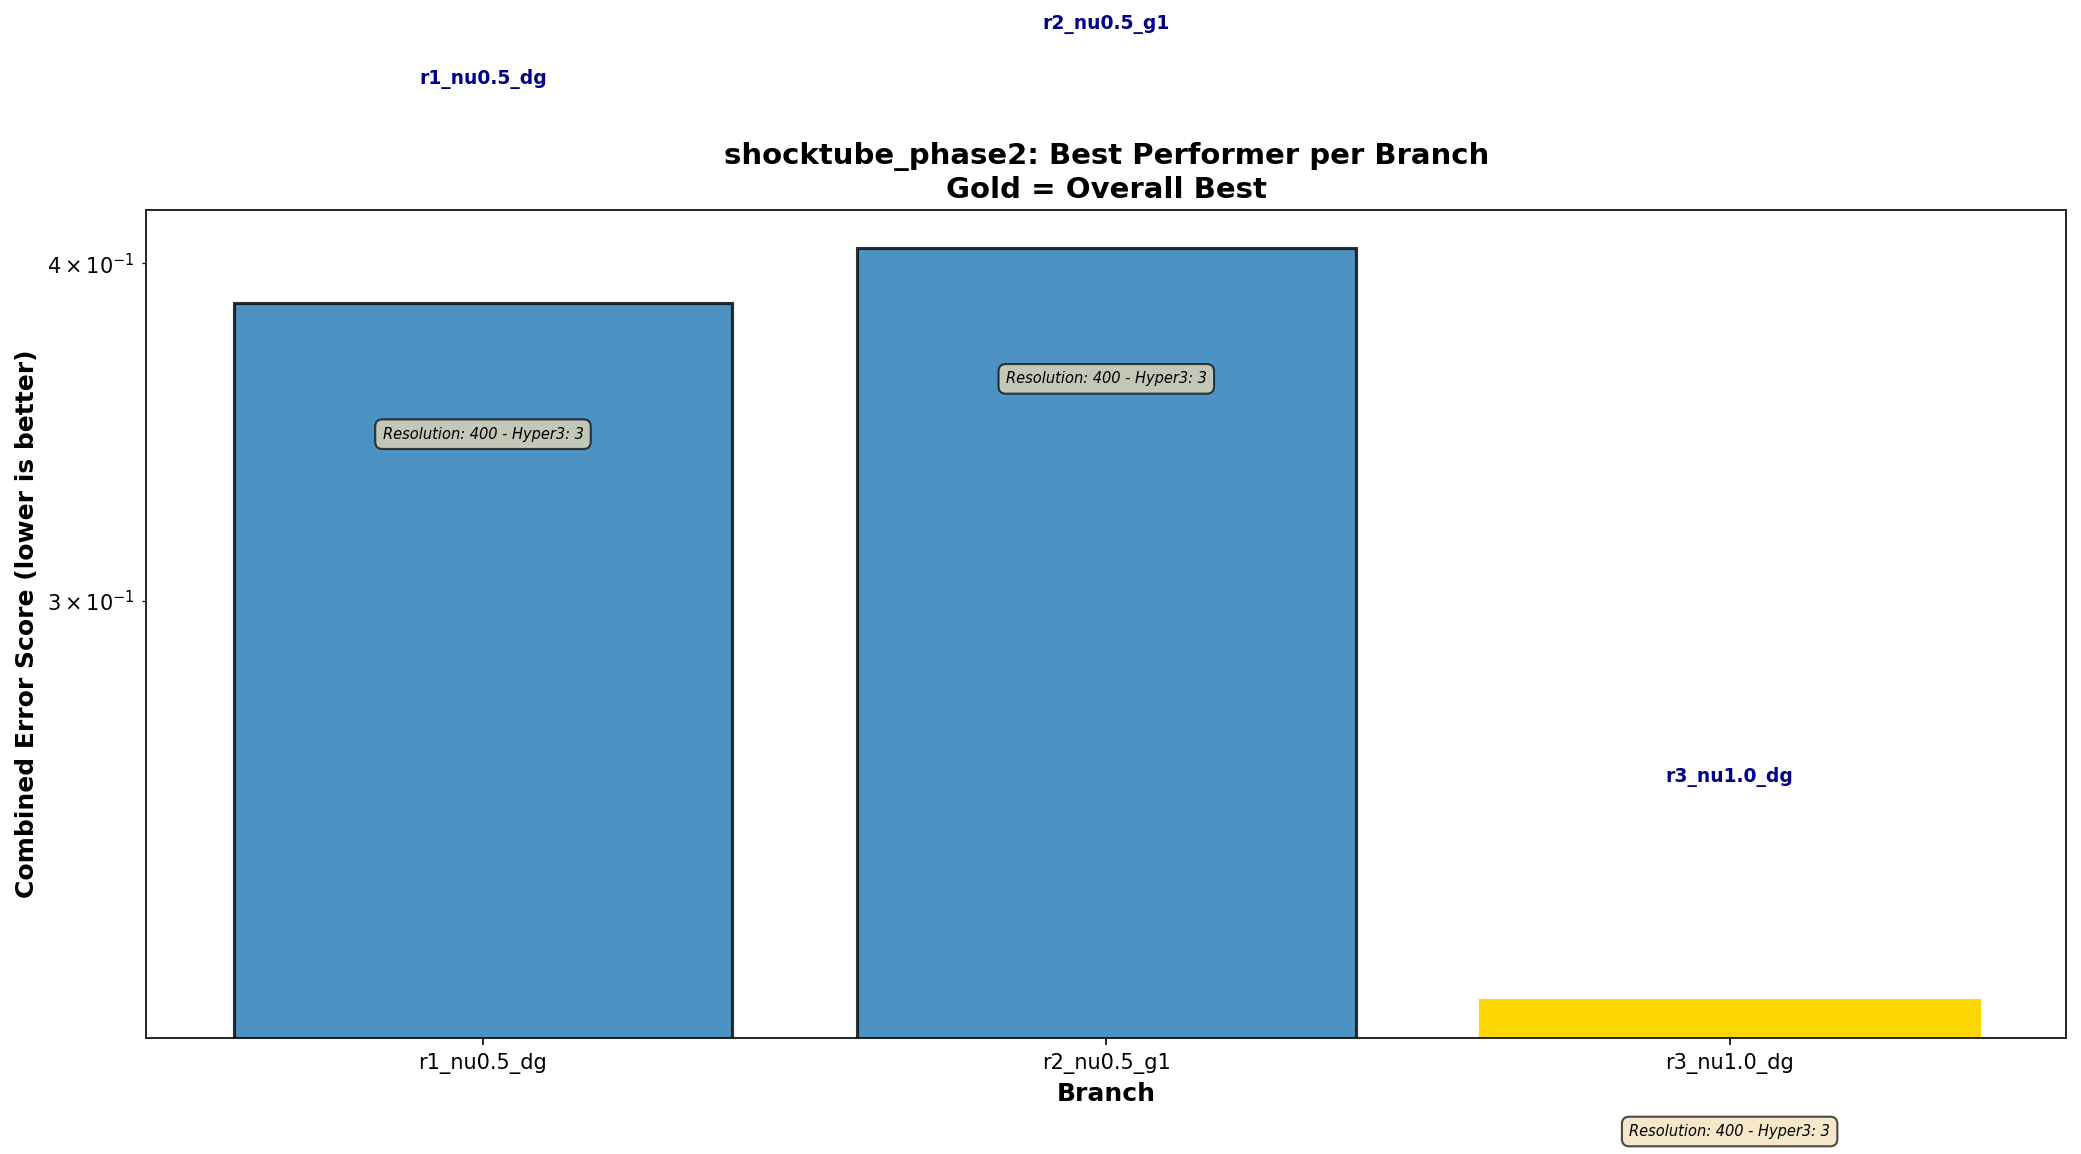 r2_nu0.5_g1
r1_nu0.5_dg
shocktube_phase2: Best Performer per Branch
Gold = Overall Best
Combined Error Score (lower is better)
4 × 10⁻¹
3 × 10⁻¹
Resolution: 400 - Hyper3: 3
Resolution: 400 - Hyper3: 3
r3_nu1.0_dg
r1_nu0.5_dg
r2_nu0.5_g1
r3_nu1.0_dg
Branch
Resolution: 400 - Hyper3: 3